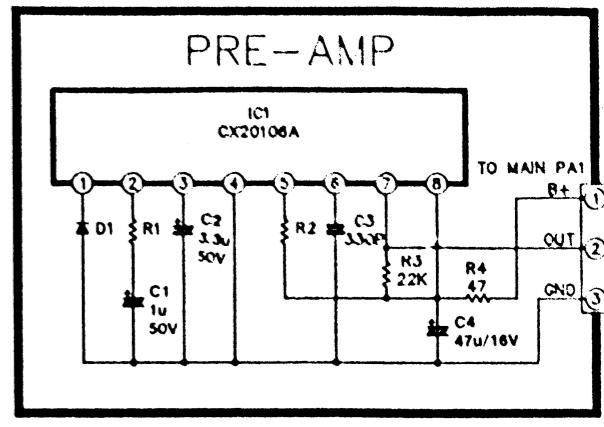 PRE-AMP
IC1
CX20106A
1 2 3 4 5 6 7 8
TO MAIN PA1
B+ 1
D1 R1 C2 3.3u 50V R2 C3 330P
OUT 2
R3 22K
R4 47
GND 3
C1 1u 50V
C4 47u/16V